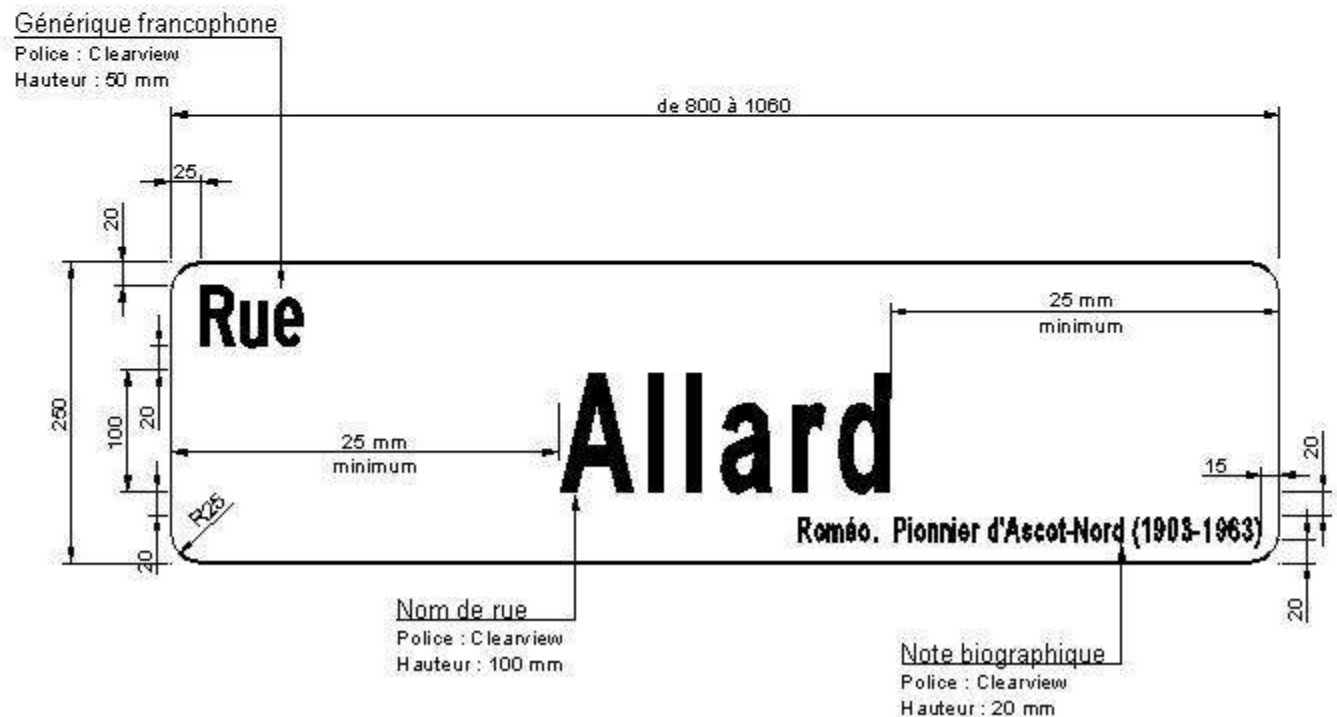 Générique francophone
Police : Clearview
Hauteur : 50 mm
de 800 à 1060
25
20
Rue
25 mm
minimum
250
100
20
Allard
25 mm
minimum
15
20
R25
20
Roméo. Pionnier d'Ascot-Nord (1903-1963)
20
Nom de rue
Police : Clearview
Hauteur : 100 mm
Note biographique
Police : Clearview
Hauteur : 20 mm